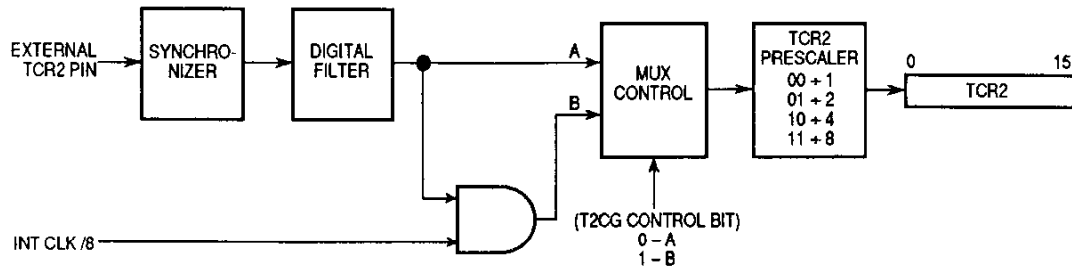 EXTERNAL
TCR2 PIN
SYNCHRO-
NIZER
DIGITAL
FILTER
A
B
MUX
CONTROL
TCR2
PRESCALER
00 ÷ 1
01 ÷ 2
10 ÷ 4
11 ÷ 8
0 15
TCR2
INT CLK /8
(T2CG CONTROL BIT)
0 – A
1 – B